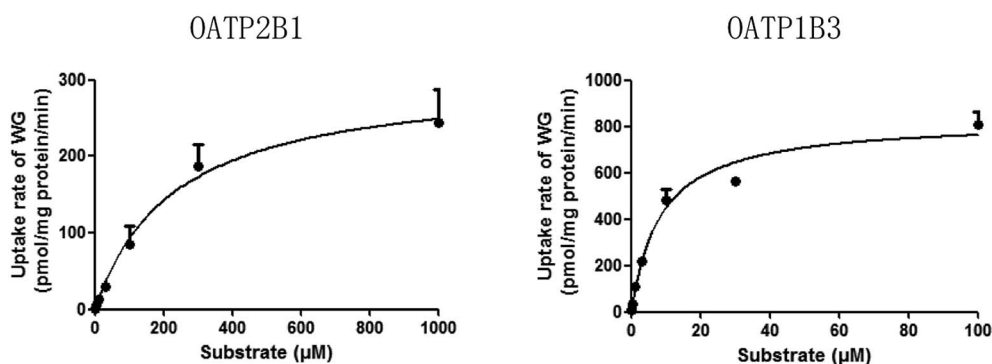 OATP2B1
Uptake rate of WG
(pmol/mg protein/min)
300
200
100
0
0
200
400
600
800
1000
Substrate (μM)
OATP1B3
Uptake rate of WG
(pmol/mg protein/min)
1000
800
600
400
200
0
0
20
40
60
80
100
Substrate (μM)